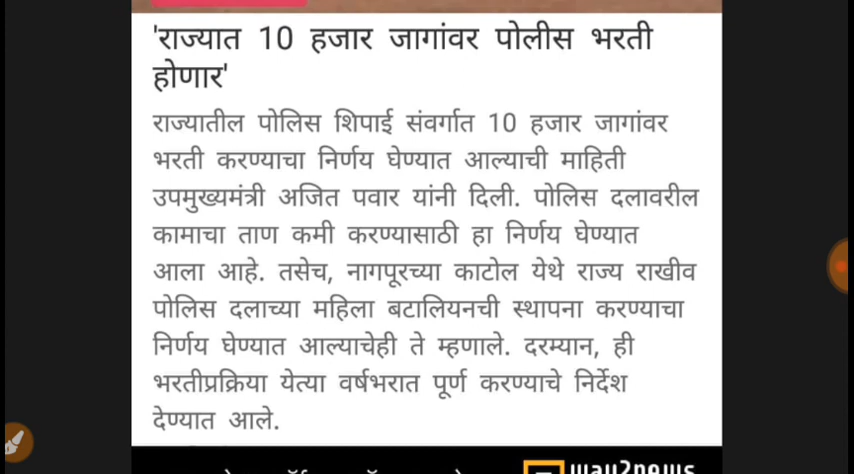 'राज्यात 10 हजार जागांवर पोलीस भरती
होणार'
राज्यातील पोलिस शिपाई संवर्गात 10 हजार जागांवर
भरती करण्याचा निर्णय घेण्यात आल्याची माहिती
उपमुख्यमंत्री अजित पवार यांनी दिली. पोलिस दलावरील
कामाचा ताण कमी करण्यासाठी हा निर्णय घेण्यात
आला आहे. तसेच, नागपूरच्या काटोल येथे राज्य राखीव
पोलिस दलाच्या महिला बटालियनची स्थापना करण्याचा
निर्णय घेण्यात आल्याचेही ते म्हणाले. दरम्यान, ही
भरतीप्रक्रिया येत्या वर्षभरात पूर्ण करण्याचे निर्देश
देण्यात आले.
way2news